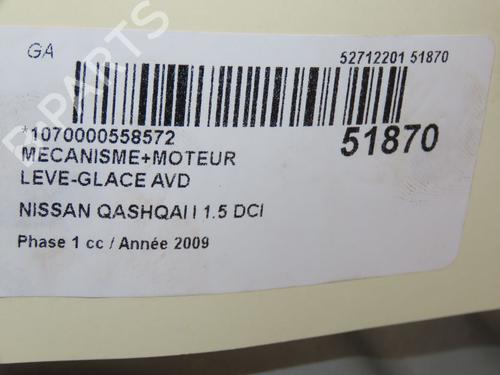 GA
52712201 51870
*1070000558572
51870
MECANISME+MOTEUR
LEVE-GLACE AVD
NISSAN QASHQAI I 1.5 DCI
Phase 1 cc / Année 2009
B-PARTS